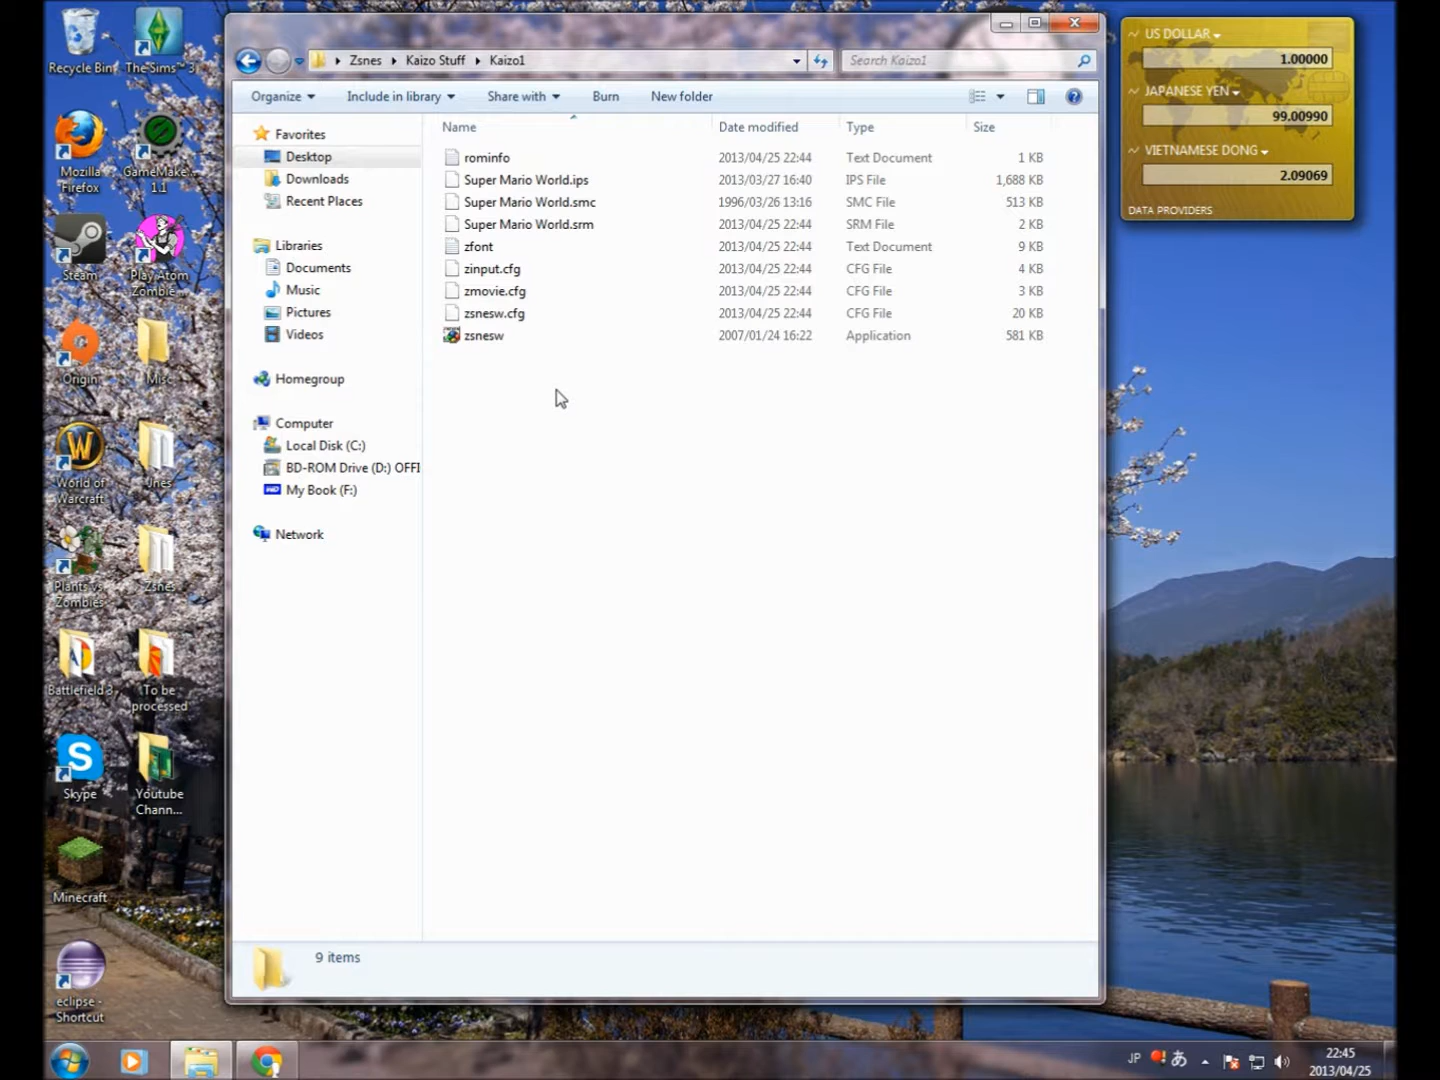 Recycle Bin
The Sims™ 3
Mozilla Firefox
GameMake... 1.1
Steam
Play Atom Zombie...
Origin
Misc
World of Warcraft
Jnes
Plants vs. Zombies
Zsnes
Battlefield 3
To be processed
Skype
Youtube Chann...
Minecraft
eclipse - Shortcut
Zsnes
Kaizo Stuff
Kaizo1
Search Kaizo1
Organize
Include in library
Share with
Burn
New folder
Favorites
Desktop
Downloads
Recent Places
Libraries
Documents
Music
Pictures
Videos
Homegroup
Computer
Local Disk (C:)
BD-ROM Drive (D:) OFFI
My Book (F:)
Network
Name Date modified Type Size
rominfo 2013/04/25 22:44 Text Document 1 KB
Super Mario World.ips 2013/03/27 16:40 IPS File 1,688 KB
Super Mario World.smc 1996/03/26 13:16 SMC File 513 KB
Super Mario World.srm 2013/04/25 22:44 SRM File 2 KB
zfont 2013/04/25 22:44 Text Document 9 KB
zinput.cfg 2013/04/25 22:44 CFG File 4 KB
zmovie.cfg 2013/04/25 22:44 CFG File 3 KB
zsnesw.cfg 2013/04/25 22:44 CFG File 20 KB
zsnesw 2007/01/24 16:22 Application 581 KB
9 items
US DOLLAR
1.00000
JAPANESE YEN
99.00990
VIETNAMESE DONG
2.09069
DATA PROVIDERS
JP あ
22:45
2013/04/25